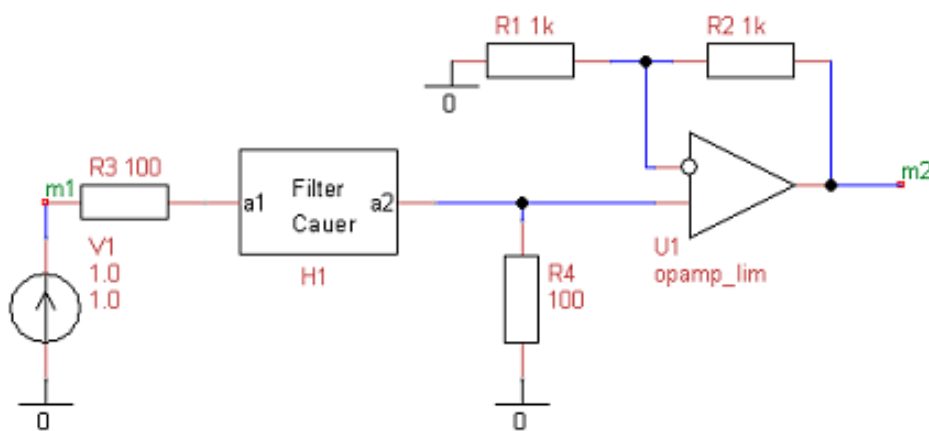 R1 1k
R2 1k
0
R3 100
m1
a1
Filter
Cauer
a2
H1
V1
1.0
1.0
0
R4
100
0
U1
opamp_lim
m2